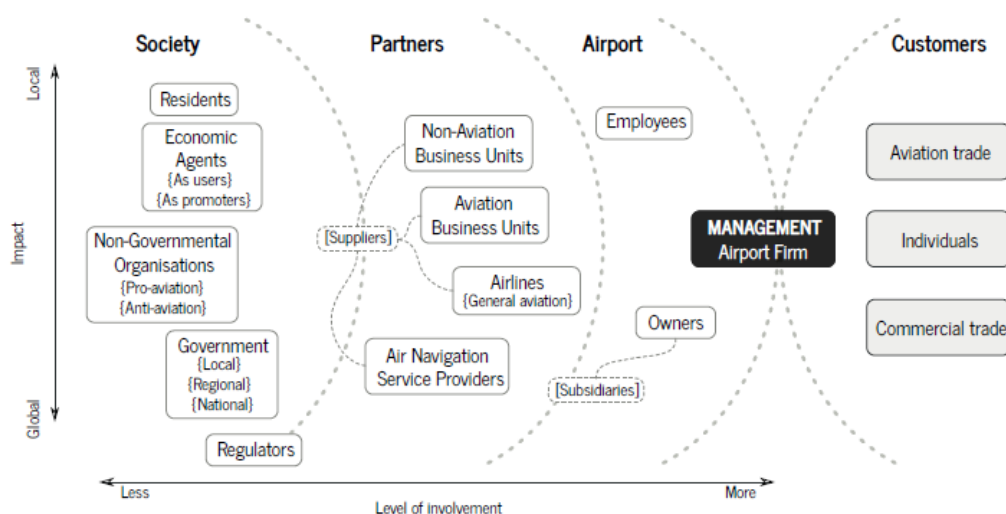 Society
Partners
Airport
Customers
Local
Impact
Global
Residents
Economic
Agents
{As users}
{As promoters}
Non-Governmental
Organisations
{Pro-aviation}
{Anti-aviation}
Government
{Local}
{Regional}
{National}
Regulators
Non-Aviation
Business Units
Aviation
Business Units
[Suppliers]
Airlines
{General aviation}
Air Navigation
Service Providers
Employees
MANAGEMENT
Airport Firm
Owners
[Subsidiaries]
Aviation trade
Individuals
Commercial trade
Less
Level of involvement
More